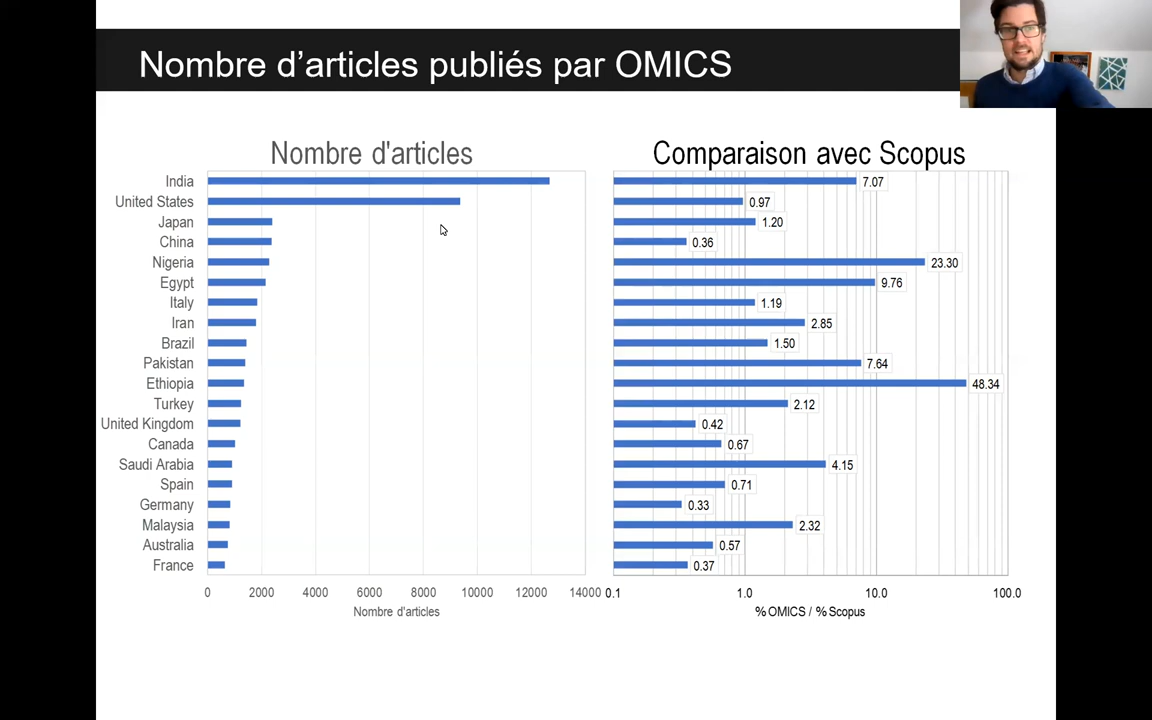 Nombre d’articles publiés par OMICS
Nombre d'articles
India
United States
Japan
China
Nigeria
Egypt
Italy
Iran
Brazil
Pakistan
Ethiopia
Turkey
United Kingdom
Canada
Saudi Arabia
Spain
Germany
Malaysia
Australia
France
0 2000 4000 6000 8000 10000 12000 14000
Nombre d'articles
Comparaison avec Scopus
7.07
0.97
1.20
0.36
23.30
9.76
1.19
2.85
1.50
7.64
48.34
2.12
0.42
0.67
4.15
0.71
0.33
2.32
0.57
0.37
0.1 1.0 10.0 100.0
% OMICS / % Scopus